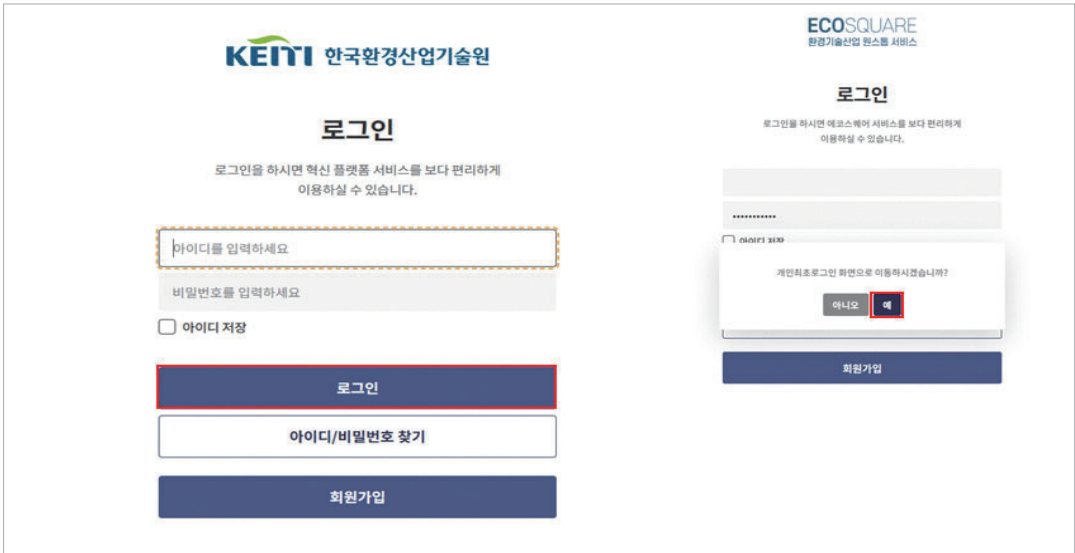 KEITI 한국환경산업기술원
로그인
로그인을 하시면 혁신 플랫폼 서비스를 보다 편리하게
이용하실 수 있습니다.
아이디를 입력하세요
비밀번호를 입력하세요
아이디 저장
로그인
아이디/비밀번호 찾기
회원가입
ECOSQUARE
환경기술산업 원스톱 서비스
로그인
로그인을 하시면 에코스퀘어 서비스를 보다 편리하게
이용하실 수 있습니다.
아이디 저장
개인최초로그인 화면으로 이동하시겠습니까?
아니오 예
회원가입